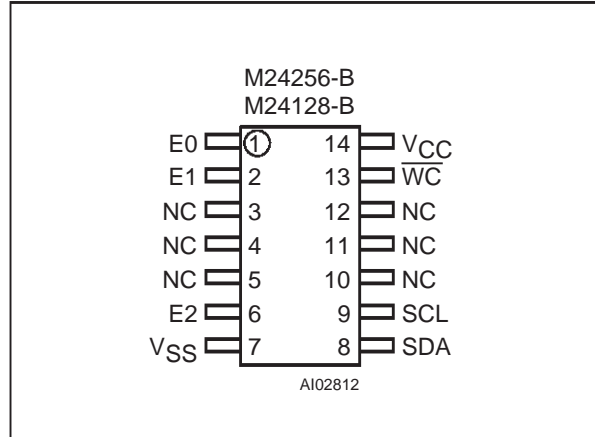 M24256-B
M24128-B
E0 1 14 VCC
E1 2 13 WC
NC 3 12 NC
NC 4 11 NC
NC 5 10 NC
E2 6 9 SCL
VSS 7 8 SDA
AI02812